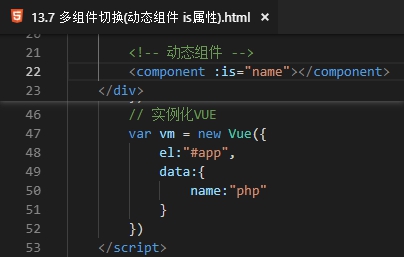 13.7 多组件切换(动态组件 is属性).html ×
21 <!-- 动态组件 -->
22 <component :is="name"></component>
23 </div>
46 // 实例化VUE
47 var vm = new Vue({
48 el:"#app",
49 data:{
50 name:"php"
51 }
52 })
53 </script>